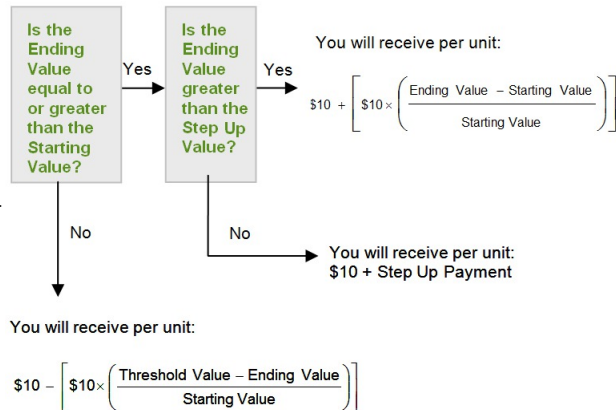 Is the
Ending
Value
equal to
or greater
than the
Starting
Value?
Yes
Is the
Ending
Value
greater
than the
Step Up
Value?
Yes
You will receive per unit:
$10 + [ $10 × ( Ending Value – Starting Value
Starting Value ) ]
No
No
You will receive per unit:
$10 + Step Up Payment
You will receive per unit:
$10 – [ $10× ( Threshold Value – Ending Value
Starting Value ) ]